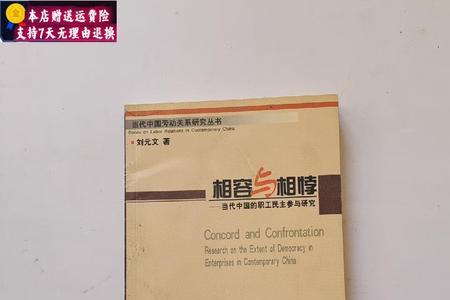 本店赠送运费险
支持7天无理由退换
当代中国劳动关系研究丛书
Series on Labor Relations in Contemporary China
刘元文 著
相容与相悖
——当代中国的职工民主参与研究
Concord and Confrontation
Research on the Extent of Democracy in
Enterprises in Contemporary China